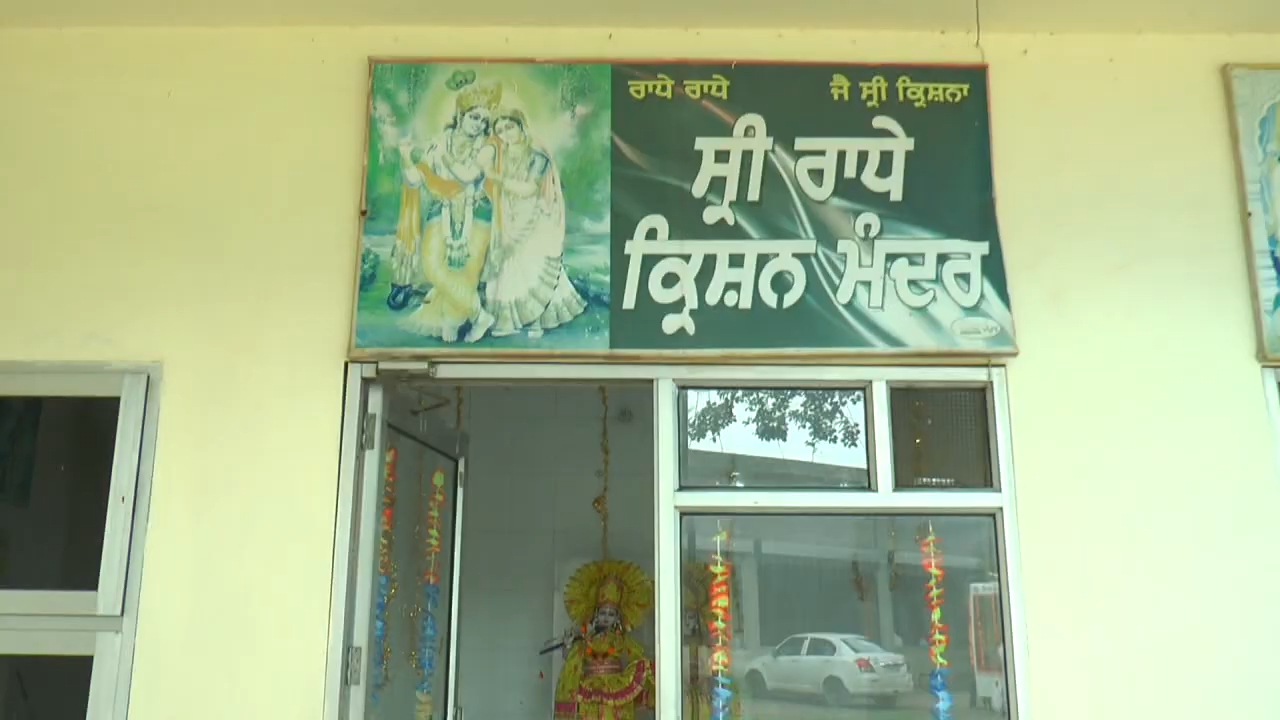 ਰਾਧੇ ਰਾਧੇ ਜੈ ਸ੍ਰੀ ਕ੍ਰਿਸ਼ਨਾ
ਸ੍ਰੀ ਰਾਧੇ
ਕ੍ਰਿਸ਼ਨ ਮੰਦਰ